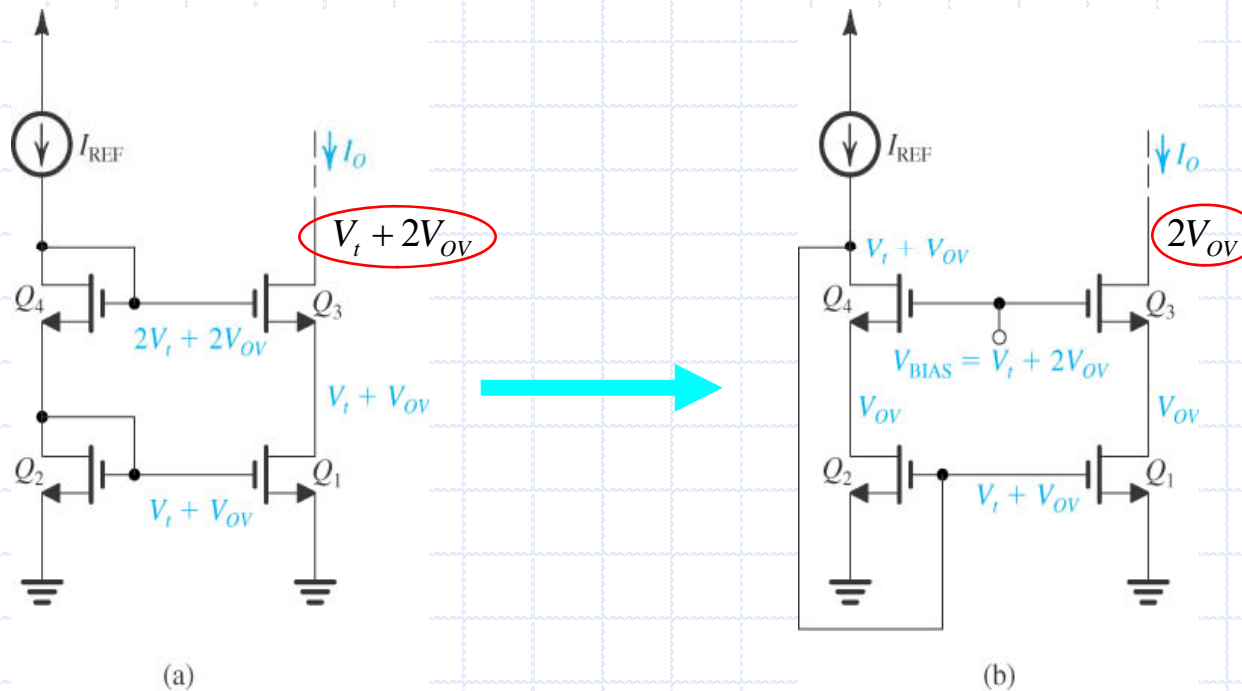 I_REF
I_O
V_t + 2V_OV
Q_4
Q_3
2V_t + 2V_OV
V_t + V_OV
Q_2
Q_1
V_t + V_OV
(a)
I_REF
I_O
2V_OV
V_t + V_OV
Q_4
Q_3
V_BIAS = V_t + 2V_OV
V_OV
V_OV
Q_2
Q_1
V_t + V_OV
(b)